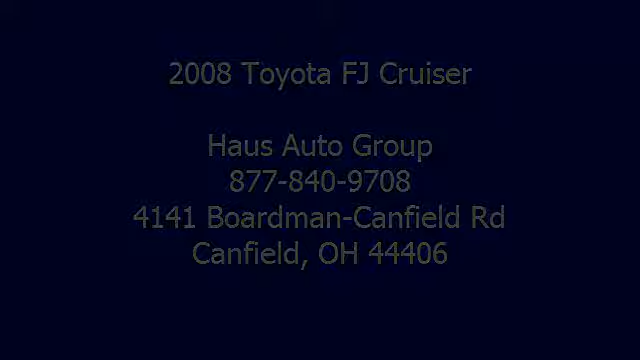 2008 Toyota FJ Cruiser
Haus Auto Group
877-840-9708
4141 Boardman-Canfield Rd
Canfield, OH 44406